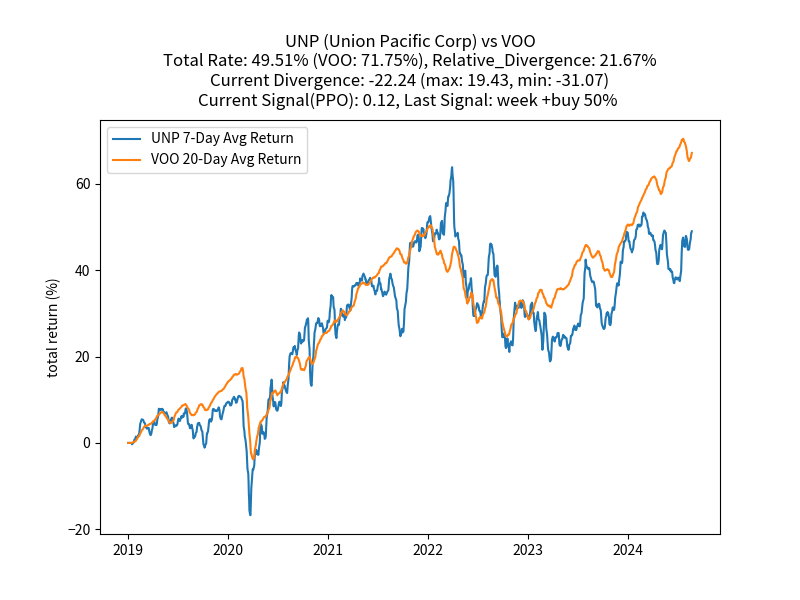 UNP (Union Pacific Corp) vs VOO
Total Rate: 49.51% (VOO: 71.75%), Relative_Divergence: 21.67%
Current Divergence: -22.24 (max: 19.43, min: -31.07)
Current Signal(PPO): 0.12, Last Signal: week +buy 50%
UNP 7-Day Avg Return
VOO 20-Day Avg Return
total return (%)
60
40
20
0
−20
2019 2020 2021 2022 2023 2024